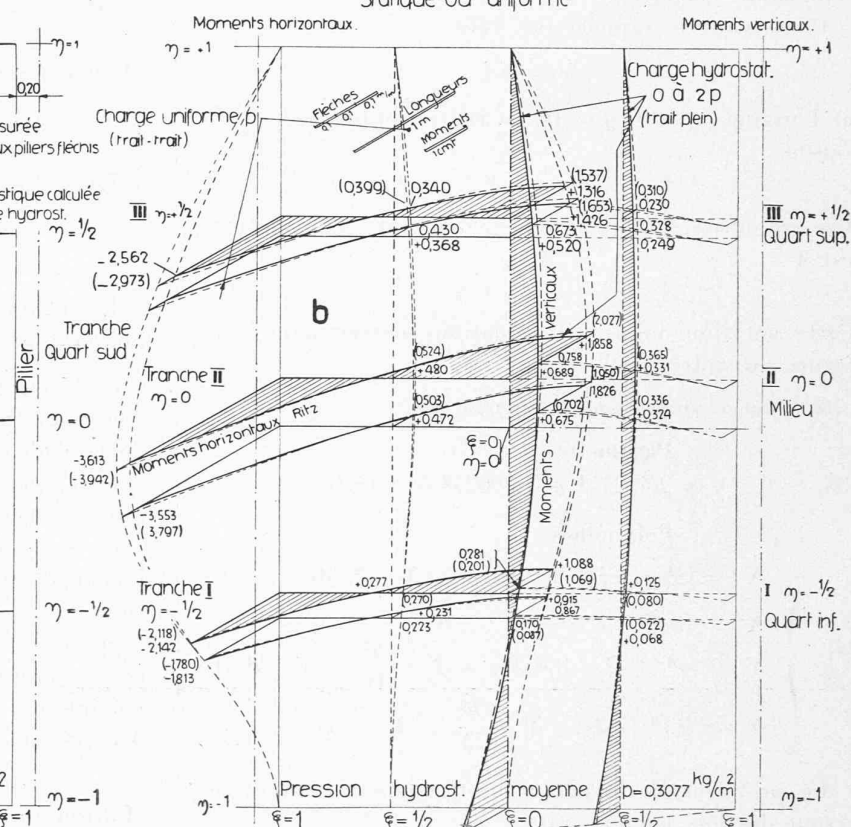 Statique ou uniforme
Moments horizontaux.
Moments verticaux.
η=1
η = +1
η = +1
0,20
Flèches
0,1 0,1 0,1
Longueurs
1m
Moments
1cm
Charge hydrostat.
0 à 2p
(trait plein)
Charge uniforme p
(trait-trait)
surée
ux piliers fléchis
stique calculée
e hydrost.
η = 1/2
III η=+1/2
(0,399) 0,340
(1,537)
+1,316
(1,653)
+1,426
(0,310)
0,230
0,328
0,249
III η=+1/2
Quart sup.
0,430
+0,368
0,673
+0,520
-2,562
(-2,973)
b
verticaux
Tranche
Quart sud
Pilier
Tranche II
η=0
(0,524)
+480
(2,027)
+1,858
0,758
+0,689
(1,950)
1,826
(0,365)
+0,331
II η=0
Milieu
(0,503)
+0,472
(0,702)
+0,675
(0,336
+0,324
η=0
Moments horizontaux Ritz
ξ=0)
η=0)
Moments
-3,613
(-3,942)
-3,553
(3,797)
Tranche I
η=-1/2
+0,277
0,281
(0,201)
+1,088
(1,069)
+0,125
(0,080)
I η=-1/2
Quart inf.
(0,270)
+0,231
0,223
+0,915
0,867
0,170
(0,022)
+0,068
η=-1/2
(-2,118)
-2,142
(-1,780)
-1,813
η=-1
η=-1
Pression hydrost. moyenne p=0,3077 kg/cm²
η=-1
ξ=1
ξ=1
ξ=1/2
ξ=0
ξ=1/2
ξ=1